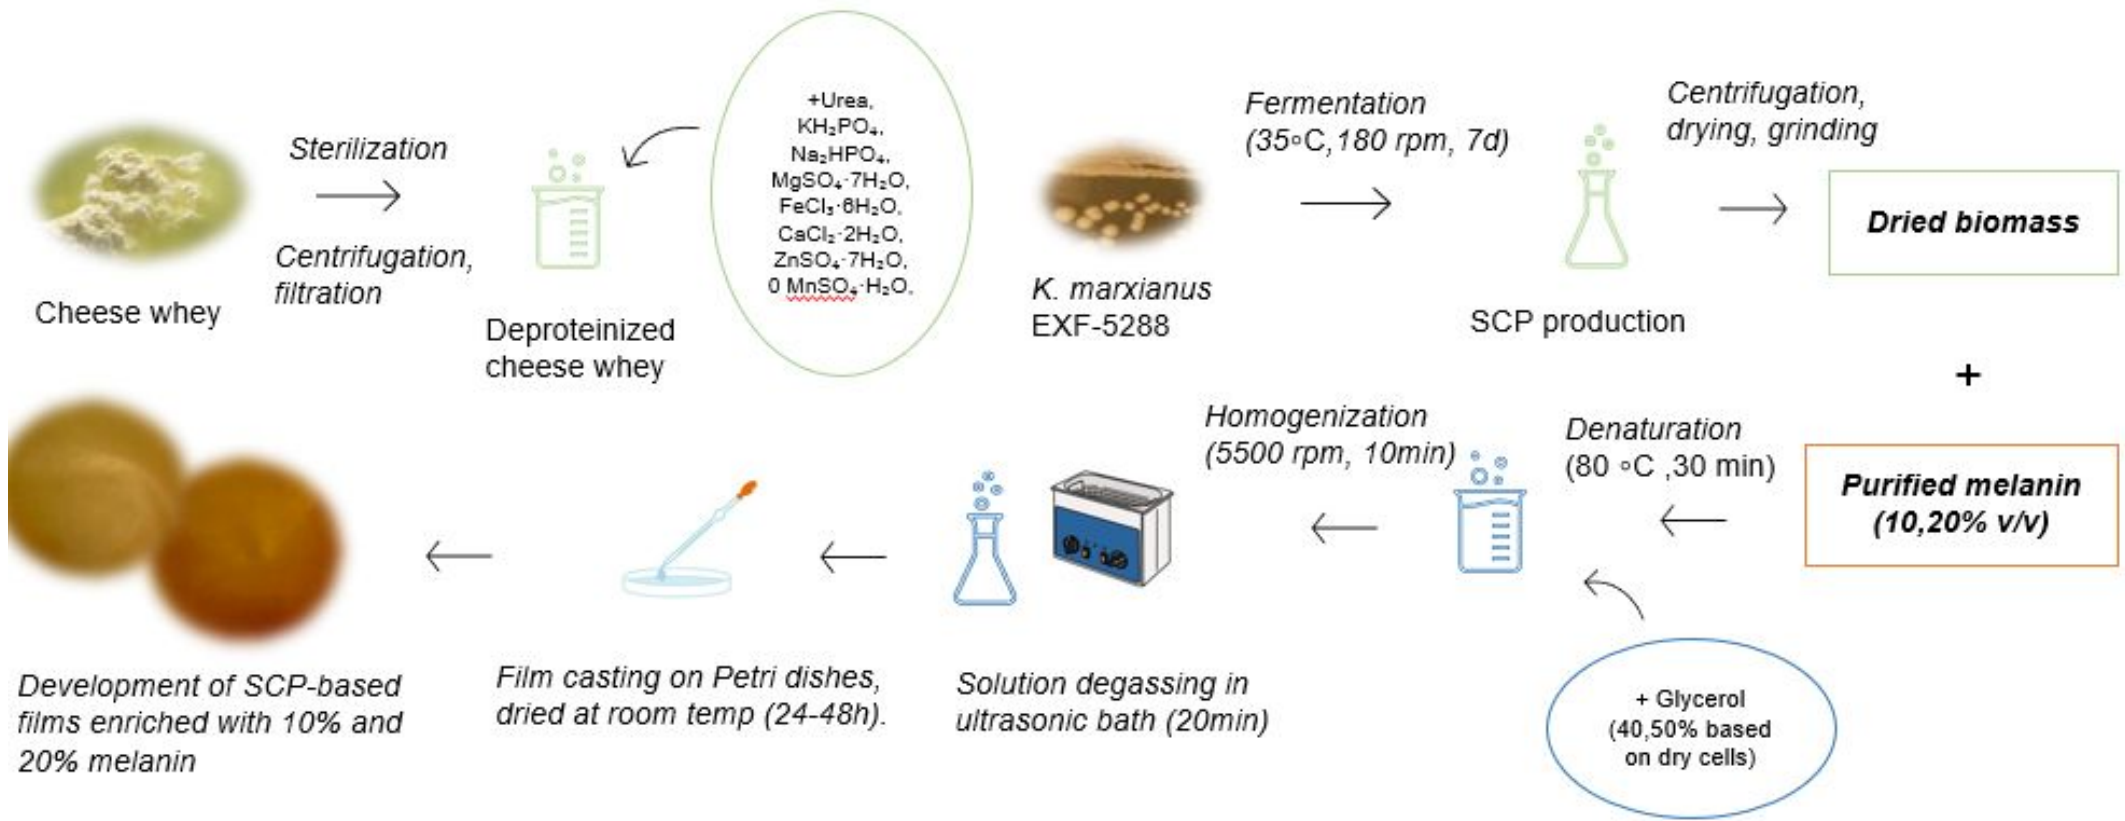 Cheese whey
Sterilization
Centrifugation,
filtration
Deproteinized
cheese whey
+Urea,
KH₂PO₄,
Na₂HPO₄,
MgSO₄·7H₂O,
FeCl₃·6H₂O,
CaCl₂·2H₂O,
ZnSO₄·7H₂O,
0 MnSO₄·H₂O,
K. marxianus
EXF-5288
Fermentation
(35∘C,180 rpm, 7d)
SCP production
Centrifugation,
drying, grinding
Dried biomass
+
Purified melanin
(10,20% v/v)
Denaturation
(80 ∘C ,30 min)
+ Glycerol
(40,50% based
on dry cells)
Homogenization
(5500 rpm, 10min)
Solution degassing in
ultrasonic bath (20min)
Film casting on Petri dishes,
dried at room temp (24-48h).
Development of SCP-based
films enriched with 10% and
20% melanin